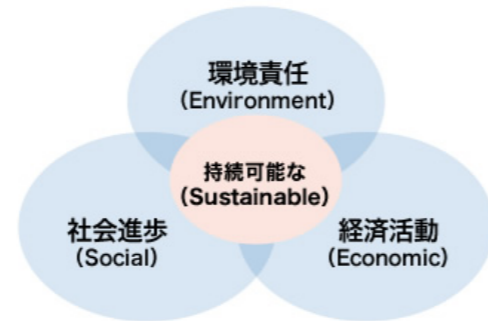 環境責任
(Environment)
持続可能な
(Sustainable)
社会進歩
(Social)
経済活動
(Economic)